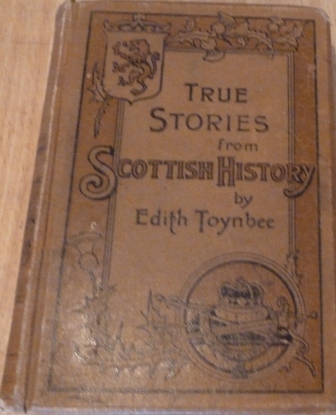 TRUE
STORIES
from
SCOTTISH HISTORY
by
Edith Toynbee